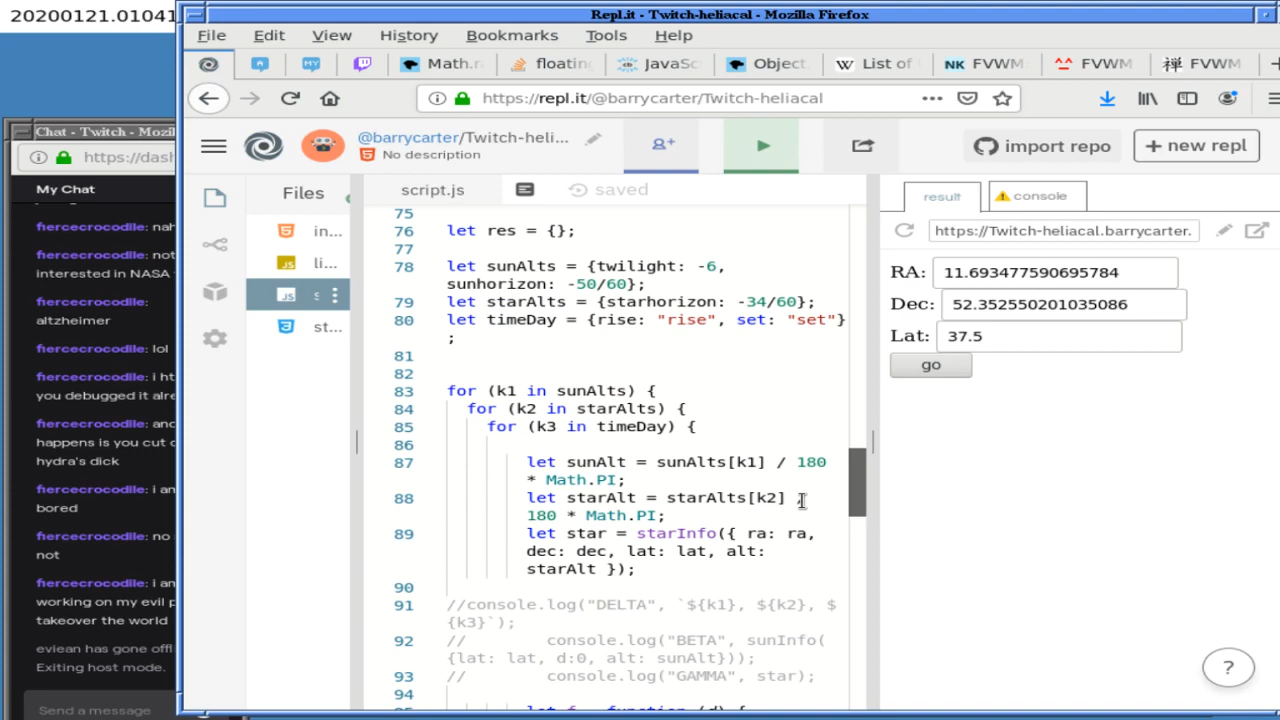 20200121.01041
Repl.it - Twitch-heliacal - Mozilla Firefox
File Edit View History Bookmarks Tools Help
MY Math.r floating JavaSc Object. W List of NK FVWM FVWM 禅 FVWM
https://repl.it/@barrycarter/Twitch-heliacal
Chat - Twitch - Mozil
https://dash
My Chat
fiercecrocodile: nah
fiercecrocodile: not
interested in NASA
fiercecrocodile:
altzheimer
fiercecrocodile: lol
fiercecrocodile: i ht
you debugged it alre
fiercecrocodile: and
happens is you cut o
hydra's dick
fiercecrocodile: i an
bored
fiercecrocodile: no
not
fiercecrocodile: i an
working on my evil p
takeover the world
eviean has gone offl
Exiting host mode.
Send a message
@barrycarter/Twitch-heli...
No description
import repo
+ new repl
Files
in...
JS li...
JS s
st...
script.js
saved
75
76 let res = {};
77
78 let sunAlts = {twilight: -6,
sunhorizon: -50/60};
79 let starAlts = {starhorizon: -34/60};
80 let timeDay = {rise: "rise", set: "set"}
;
81
82
83 for (k1 in sunAlts) {
84 for (k2 in starAlts) {
85 for (k3 in timeDay) {
86
87 let sunAlt = sunAlts[k1] / 180
* Math.PI;
88 let starAlt = starAlts[k2] /
180 * Math.PI;
89 let star = starInfo({ ra: ra,
dec: dec, lat: lat, alt:
starAlt });
90
91 //console.log("DELTA", `${k1}, ${k2}, $
{k3}`);
92 // console.log("BETA", sunInfo(
{lat: lat, d:0, alt: sunAlt}));
93 // console.log("GAMMA", star);
94
result
console
https://Twitch-heliacal.barrycarter.
RA: 11.693477590695784
Dec: 52.352550201035086
Lat: 37.5
go
?